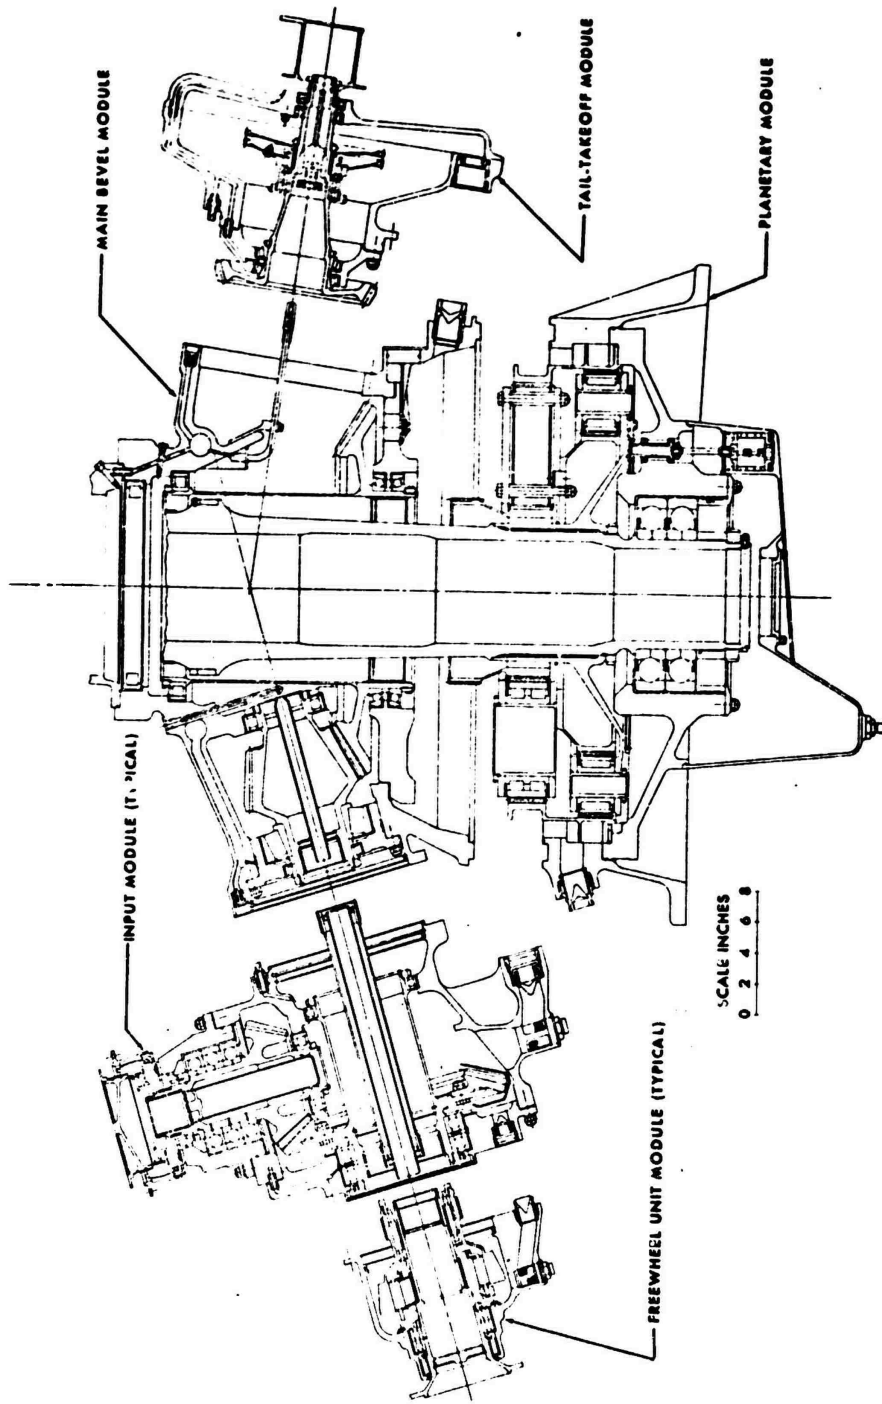 MAIN BEVEL MODULE
TAIL-TAKEOFF MODULE
PLANETARY MODULE
INPUT MODULE (T PICAL)
FREEWHEEL UNIT MODULE (TYPICAL)
SCALE INCHES
0 2 4 6 8